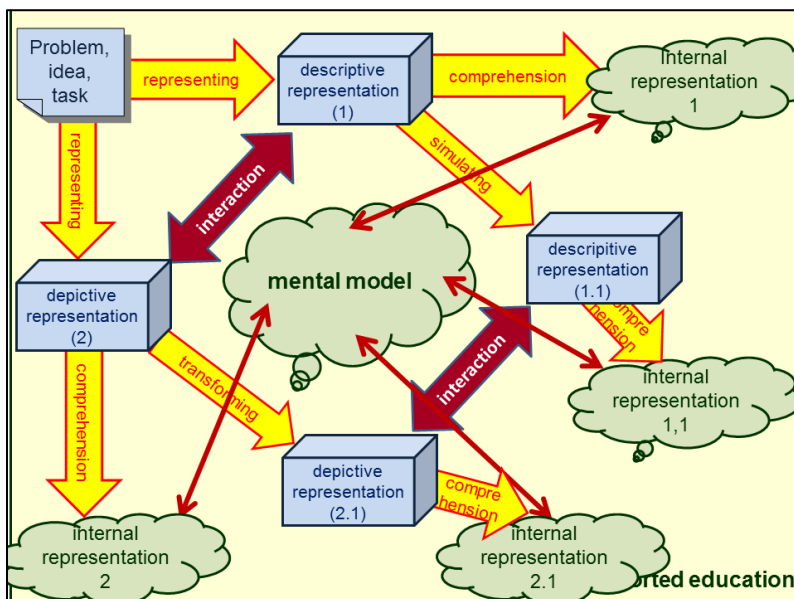 Problem,
idea,
task
representing
descriptive
representation
(1)
comprehension
internal
representation
1
representing
interaction
simulating
mental model
descripitive
representation
(1.1)
compre
hension
depictive
representation
(2)
transforming
interaction
internal
representation
1,1
comprehension
depictive
representation
(2.1)
compre
hension
internal
representation
2
internal
representation
2.1
education